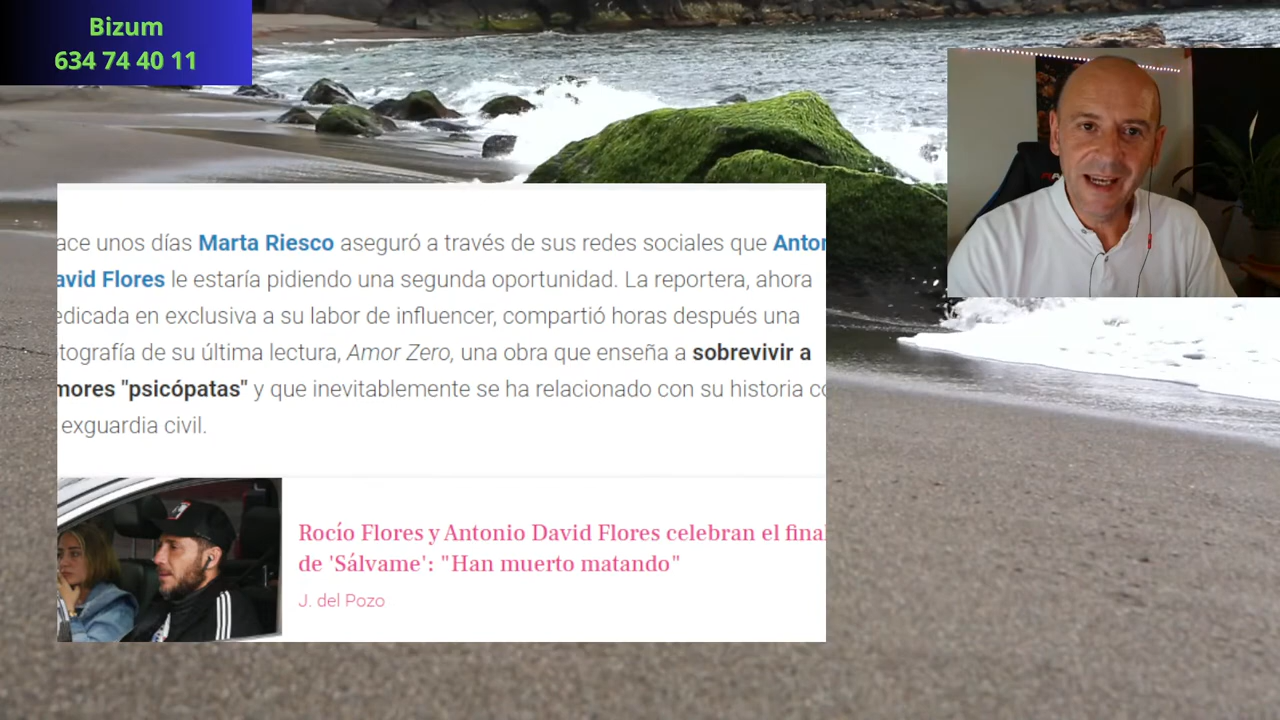 Bizum
634 74 40 11
ace unos días Marta Riesco aseguró a través de sus redes sociales que Anton
avid Flores le estaría pidiendo una segunda oportunidad. La reportera, ahora
edicada en exclusiva a su labor de influencer, compartió horas después una
tografía de su última lectura, Amor Zero, una obra que enseña a sobrevivir a
mores "psicópatas" y que inevitablemente se ha relacionado con su historia co
exguardia civil.
Rocío Flores y Antonio David Flores celebran el final
de 'Sálvame': "Han muerto matando"
J. del Pozo